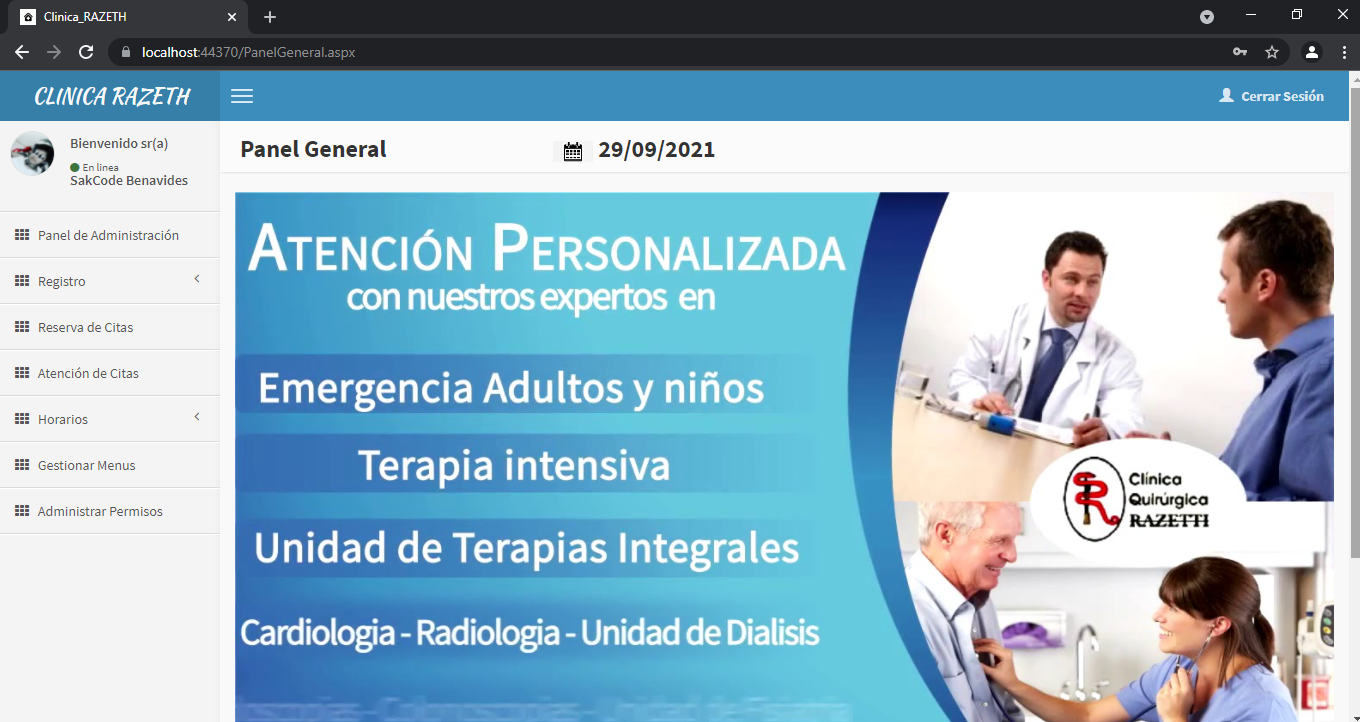 Clinica_RAZETH
localhost:44370/PanelGeneral.aspx
CLINICA RAZETH
Cerrar Sesión
Bienvenido sr(a)
En linea
SakCode Benavides
Panel General
29/09/2021
Panel de Administración
Registro
Reserva de Citas
Atención de Citas
Horarios
Gestionar Menus
Administrar Permisos
ATENCIÓN PERSONALIZADA
con nuestros expertos en
Emergencia Adultos y niños
Terapia intensiva
Unidad de Terapias Integrales
Cardiologia - Radiologia - Unidad de Dialisis
Clínica
Quirúrgica
RAZETTI